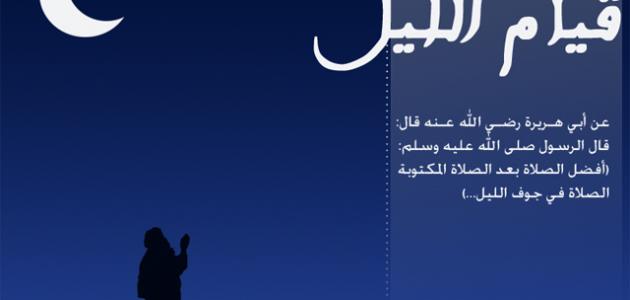 قيام الليل
عن أبي هريرة رضي الله عنه قال:
قال الرسول صلى الله عليه وسلم:
(أفضل الصلاة بعد الصلاة المكتوبة
الصلاة في جوف الليل...)